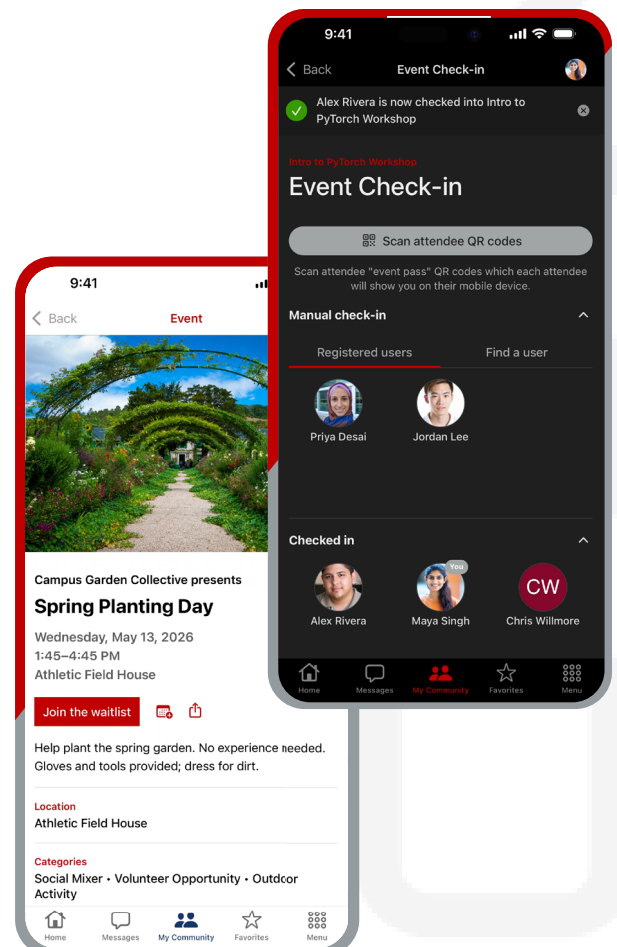 9:41
Back
Event Check-in
Alex Rivera is now checked into Intro to
PyTorch Workshop
Intro to PyTorch Workshop
Event Check-in
Scan attendee QR codes
Scan attendee "event pass" QR codes which each attendee
will show you on their mobile device.
Manual check-in
Registered users
Find a user
Priya Desai
Jordan Lee
Checked in
You
CW
Alex Rivera
Maya Singh
Chris Willmore
Home
Messages
My Community
Favorites
Menu
9:41
Back
Event
Campus Garden Collective presents
Spring Planting Day
Wednesday, May 13, 2026
1:45–4:45 PM
Athletic Field House
Join the waitlist
Help plant the spring garden. No experience needed.
Gloves and tools provided; dress for dirt.
Location
Athletic Field House
Categories
Social Mixer • Volunteer Opportunity • Outdoor
Activity
Home
Messages
My Community
Favorites
Menu